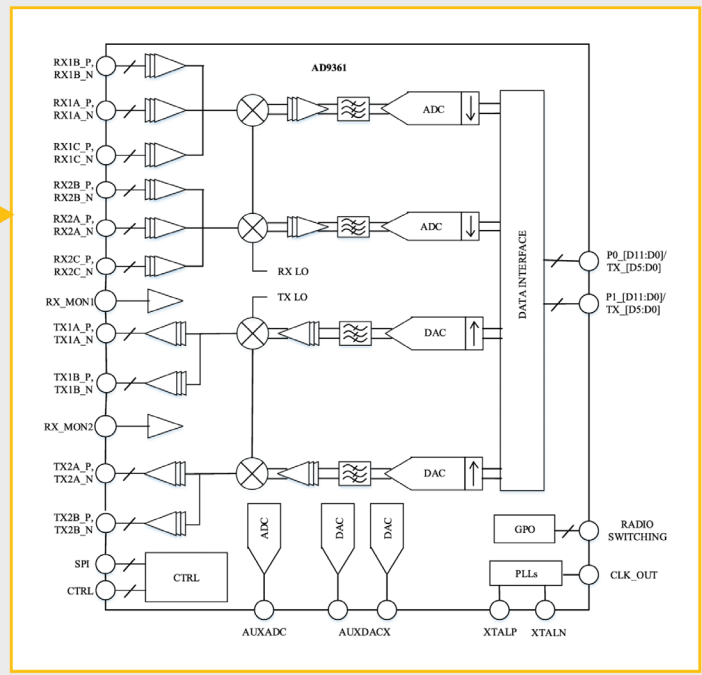 AD9361
RX1B_P,
RX1B_N
RX1A_P,
RX1A_N
RX1C_P,
RX1C_N
RX2B_P,
RX2B_N
RX2A_P,
RX2A_N
RX2C_P,
RX2C_N
RX_MON1
TX1A_P,
TX1A_N
TX1B_P,
TX1B_N
RX_MON2
TX2A_P,
TX2A_N
TX2B_P,
TX2B_N
SPI
CTRL
CTRL
ADC
ADC
RX LO
TX LO
DAC
DAC
DATA INTERFACE
P0_[D11:D0]/
TX_[D5:D0]
P1_[D11:D0]/
TX_[D5:D0]
ADC
DAC
DAC
GPO
RADIO
SWITCHING
PLLs
CLK_OUT
AUXADC
AUXDACX
XTALP
XTALN